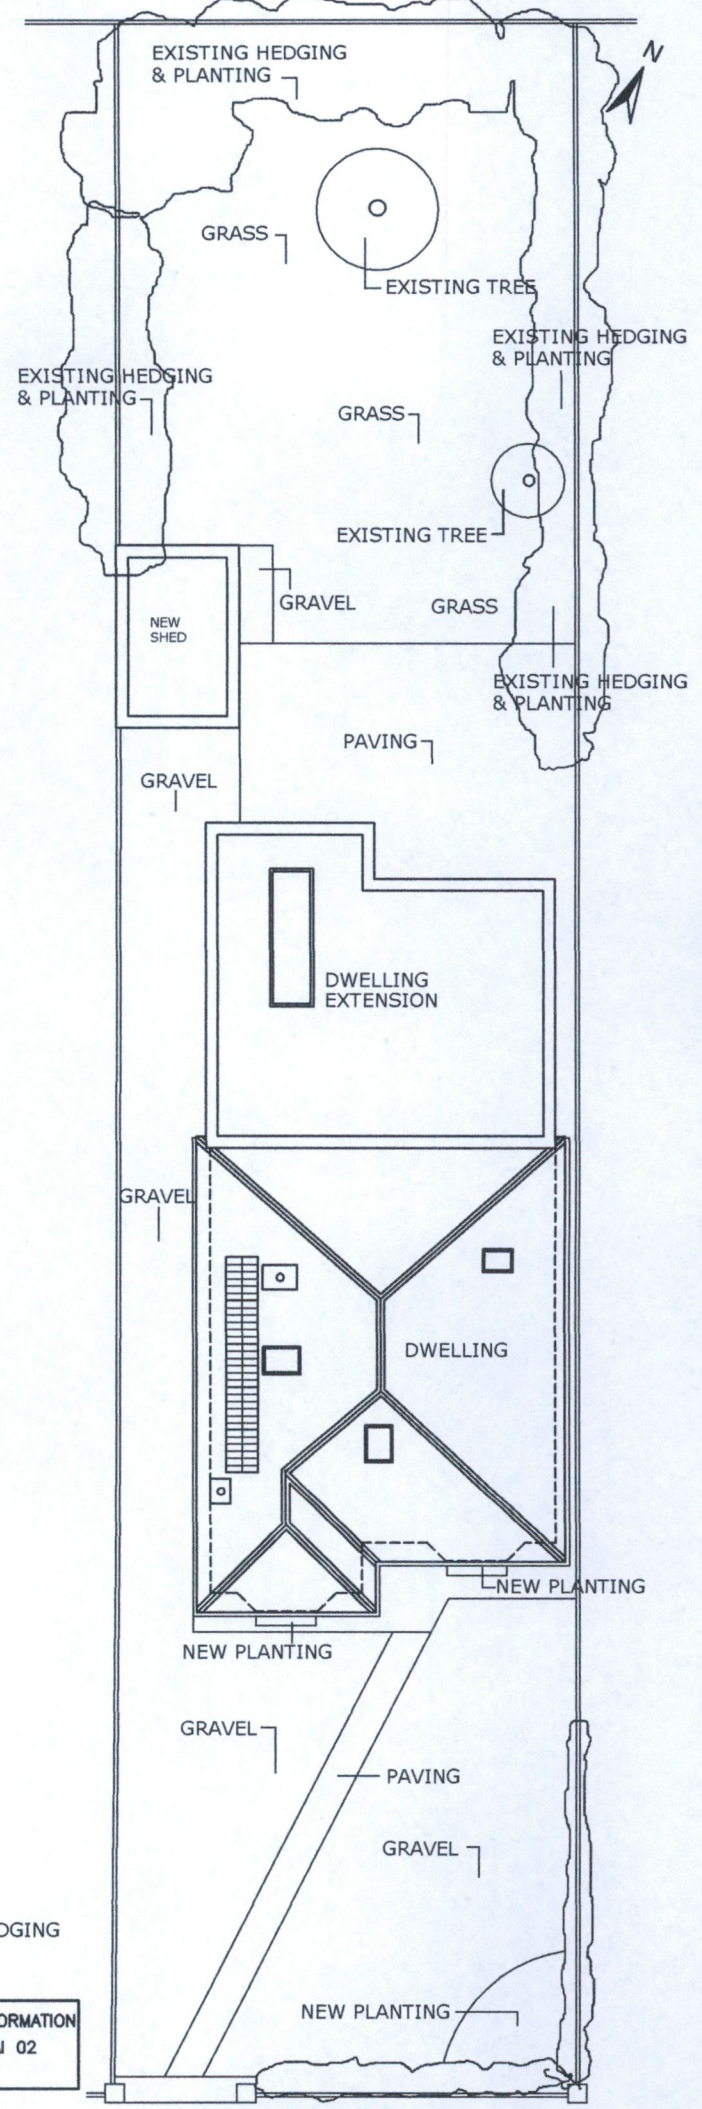 EXISTING HEDGING
& PLANTING
N
GRASS
EXISTING TREE
EXISTING HEDGING
& PLANTING
EXISTING HEDGING
& PLANTING
GRASS
EXISTING TREE
GRAVEL
GRASS
NEW
SHED
EXISTING HEDGING
& PLANTING
PAVING
GRAVEL
DWELLING
EXTENSION
GRAVEL
DWELLING
NEW PLANTING
NEW PLANTING
GRAVEL
PAVING
GRAVEL
DGING
ORMATION
02
NEW PLANTING